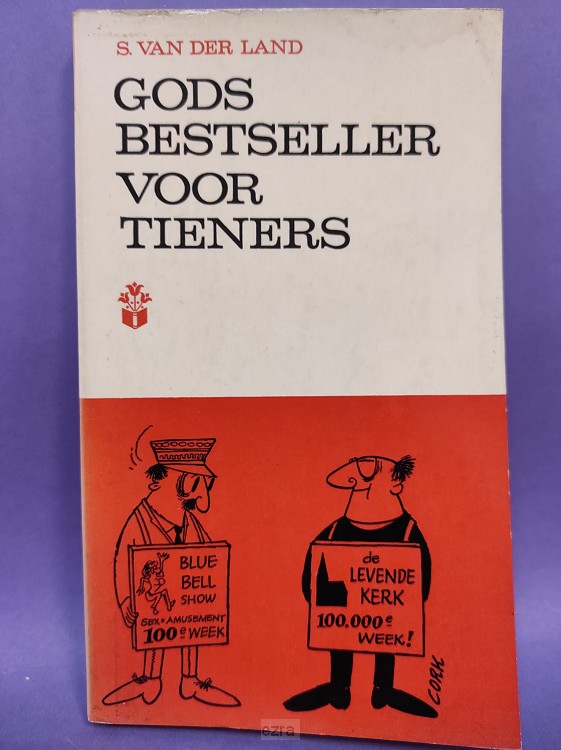 S. VAN DER LAND
GODS
BESTSELLER
VOOR
TIENERS
BLUE
BELL
SHOW
SEX • AMUSEMENT
100e WEEK
de
LEVENDE
KERK
100.000e
WEEK!
CORK
ezra